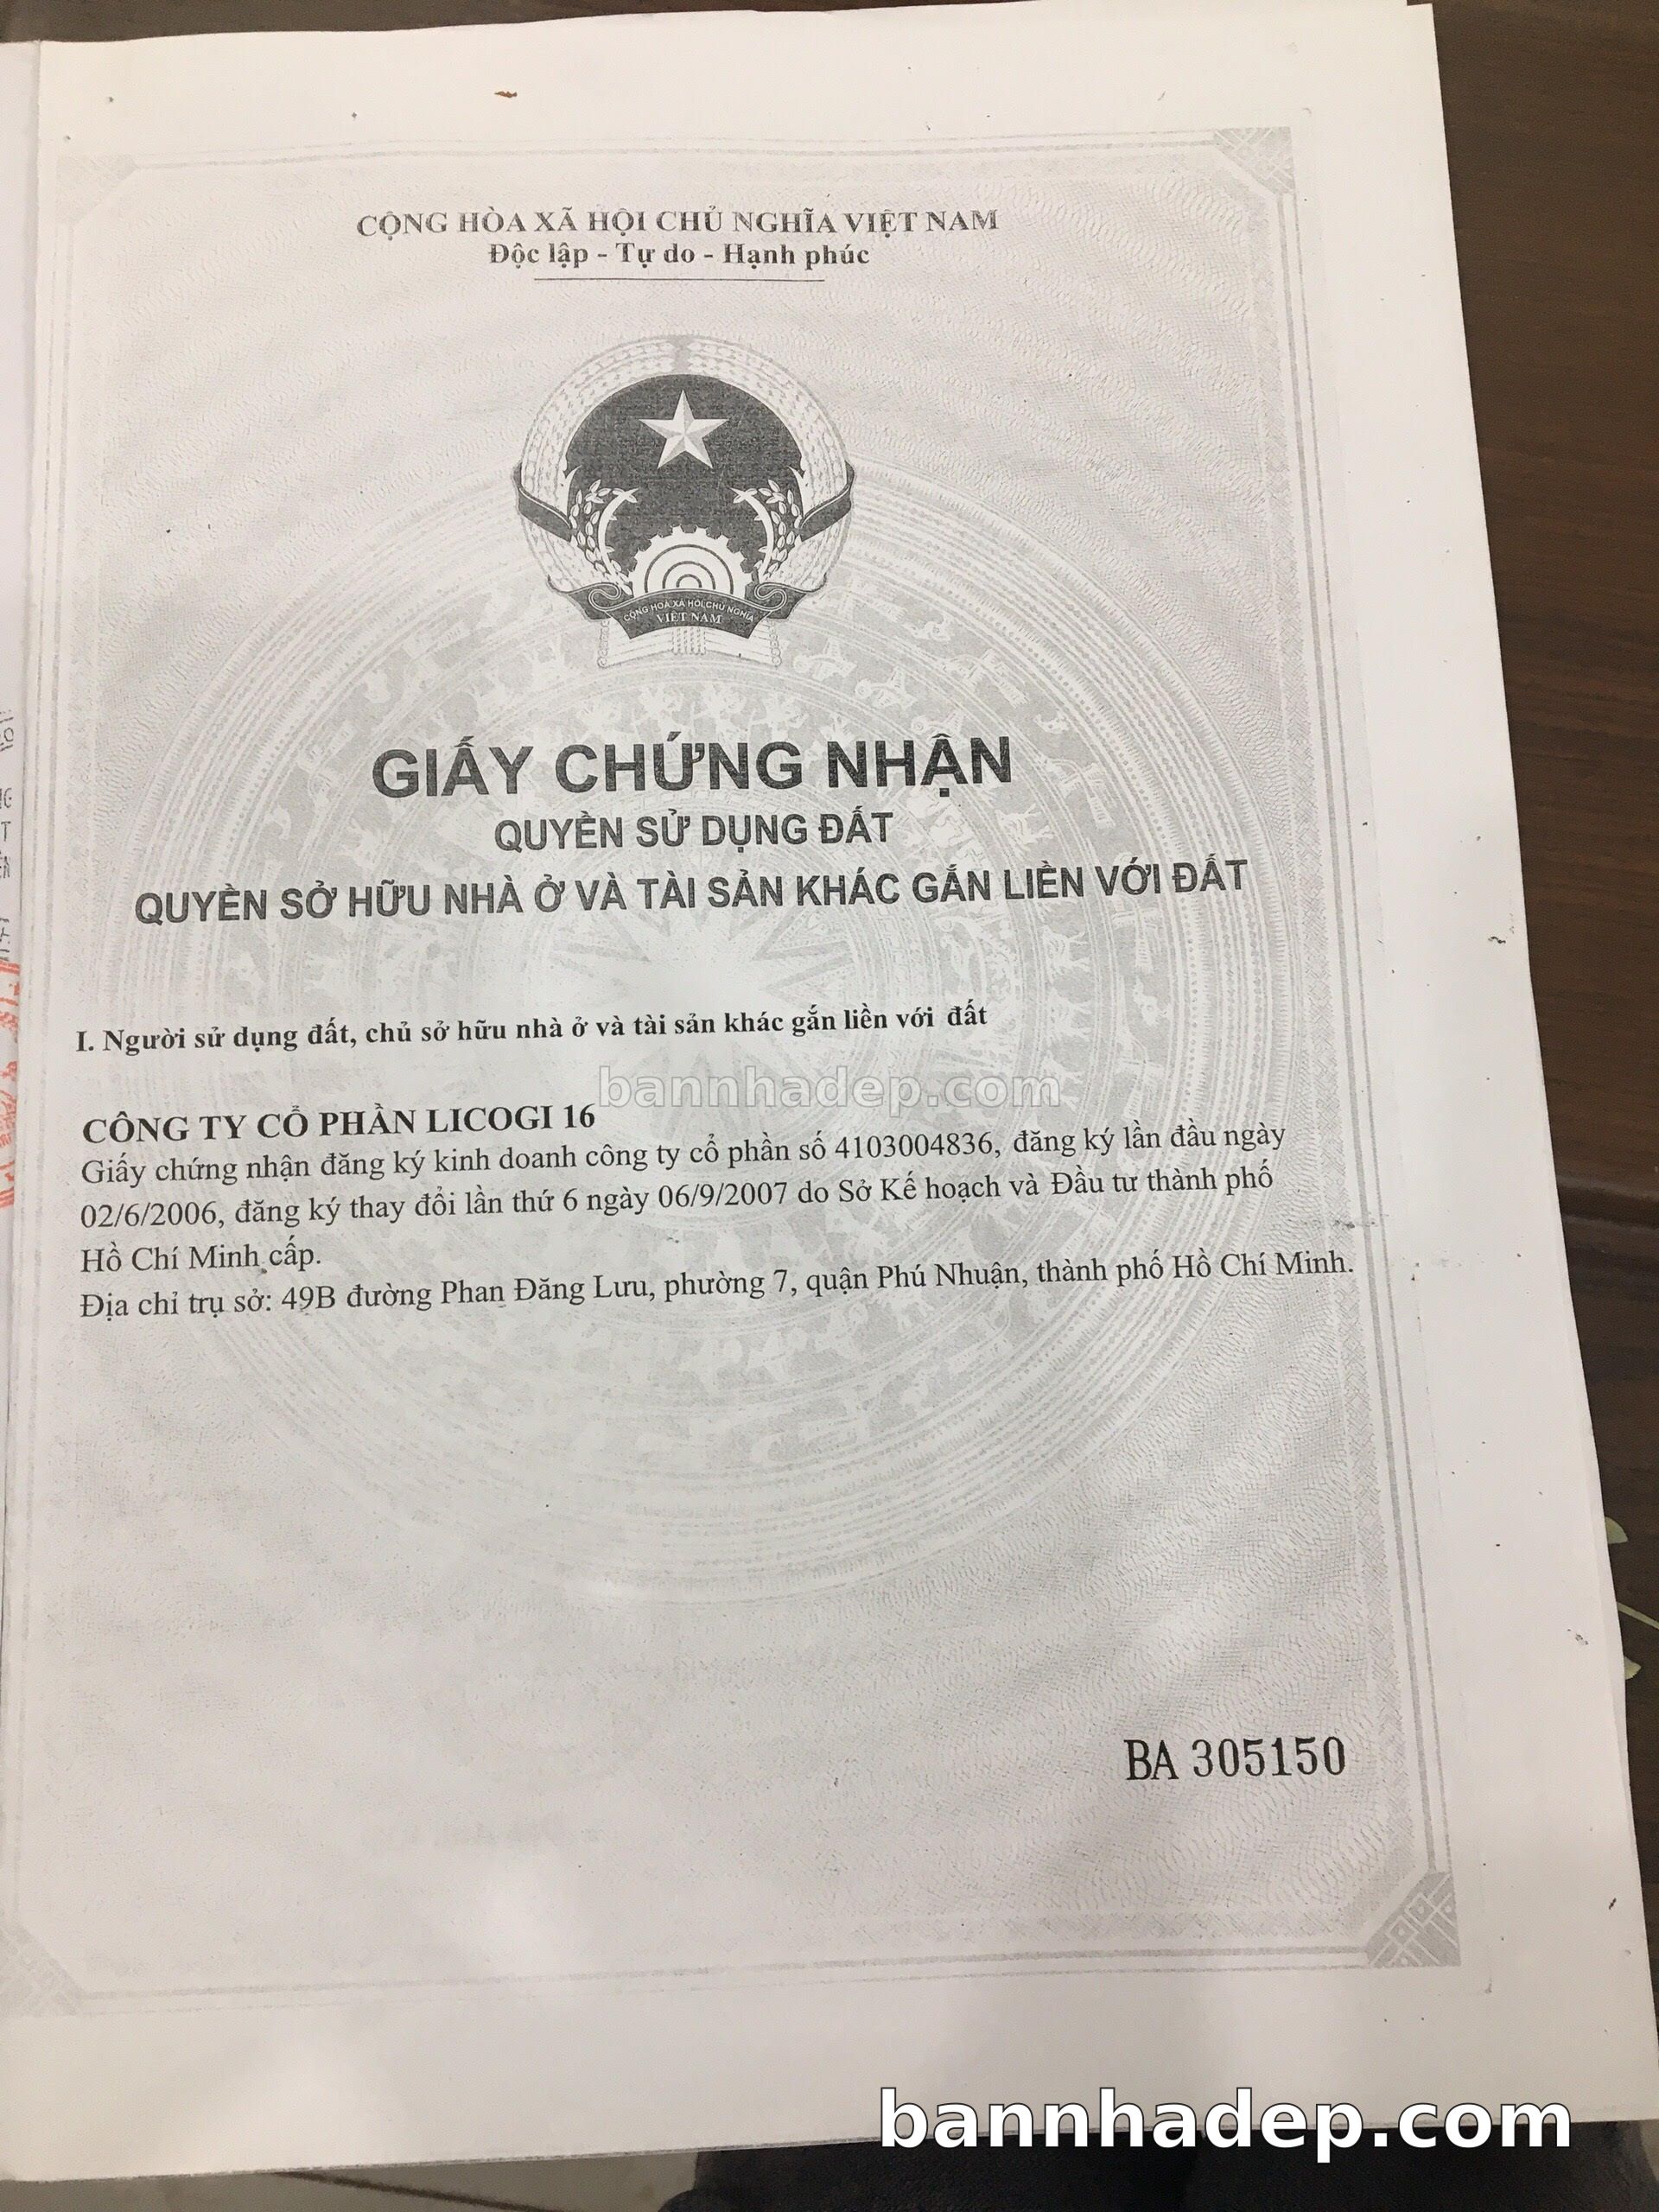 CỘNG HÒA XÃ HỘI CHỦ NGHĨA VIỆT NAM
Độc lập - Tự do - Hạnh phúc
CỘNG HOÀ XÃ HỘI CHỦ NGHĨA
VIỆT NAM
GIẤY CHỨNG NHẬN
QUYỀN SỬ DỤNG ĐẤT
QUYỀN SỞ HỮU NHÀ Ở VÀ TÀI SẢN KHÁC GẮN LIỀN VỚI ĐẤT
I. Người sử dụng đất, chủ sở hữu nhà ở và tài sản khác gắn liền với đất
bannhadep.com
CÔNG TY CỔ PHẦN LICOGI 16
Giấy chứng nhận đăng ký kinh doanh công ty cổ phần số 4103004836, đăng ký lần đầu ngày
02/6/2006, đăng ký thay đổi lần thứ 6 ngày 06/9/2007 do Sở Kế hoạch và Đầu tư thành phố
Hồ Chí Minh cấp.
Địa chỉ trụ sở: 49B đường Phan Đăng Lưu, phường 7, quận Phú Nhuận, thành phố Hồ Chí Minh.
BA 305150
bannhadep.com